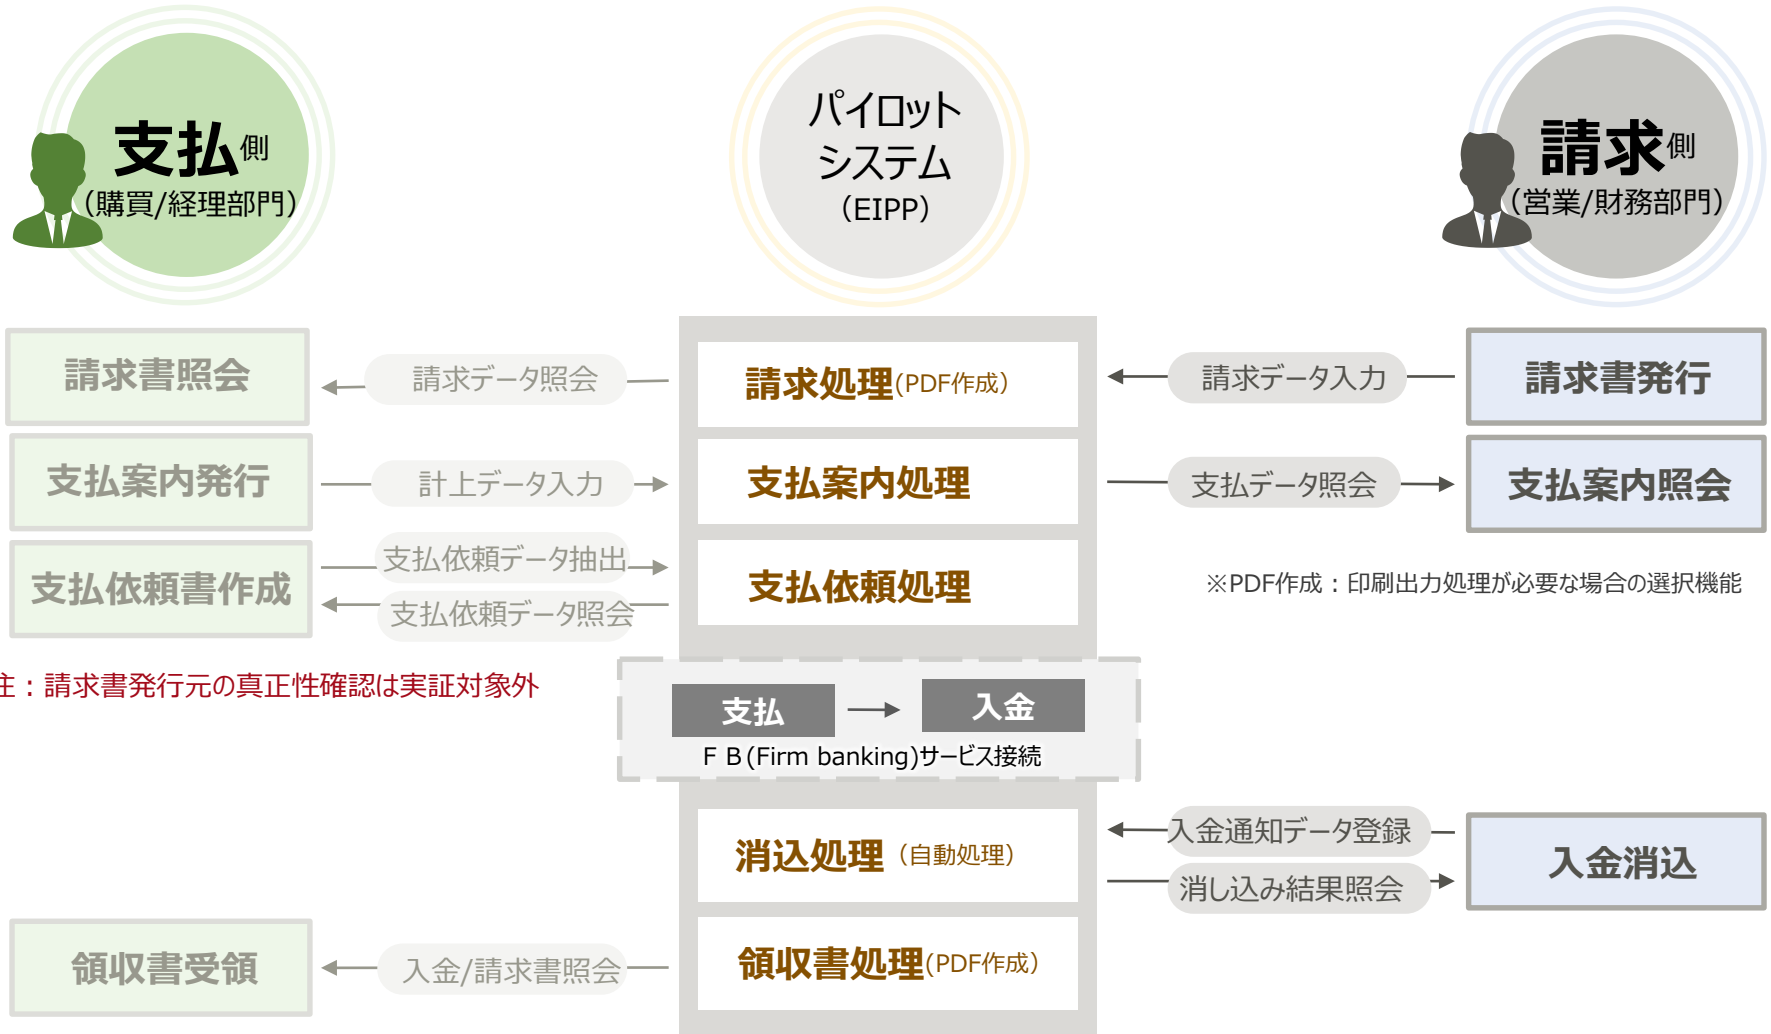 支払側
（購買/経理部門）
パイロット
システム
（EIPP）
請求側
（営業/財務部門）
請求書照会
請求データ照会
請求処理(PDF作成）
請求データ入力
請求書発行
支払案内発行
計上データ入力
支払案内処理
支払データ照会
支払案内照会
支払依頼書作成
支払依頼データ抽出
支払依頼データ照会
支払依頼処理
※PDF作成：印刷出力処理が必要な場合の選択機能
注：請求書発行元の真正性確認は実証対象外
支払
入金
ＦＢ(Firm banking)サービス接続
消込処理（自動処理）
入金通知データ登録
消し込み結果照会
入金消込
領収書受領
入金/請求書照会
領収書処理(PDF作成）